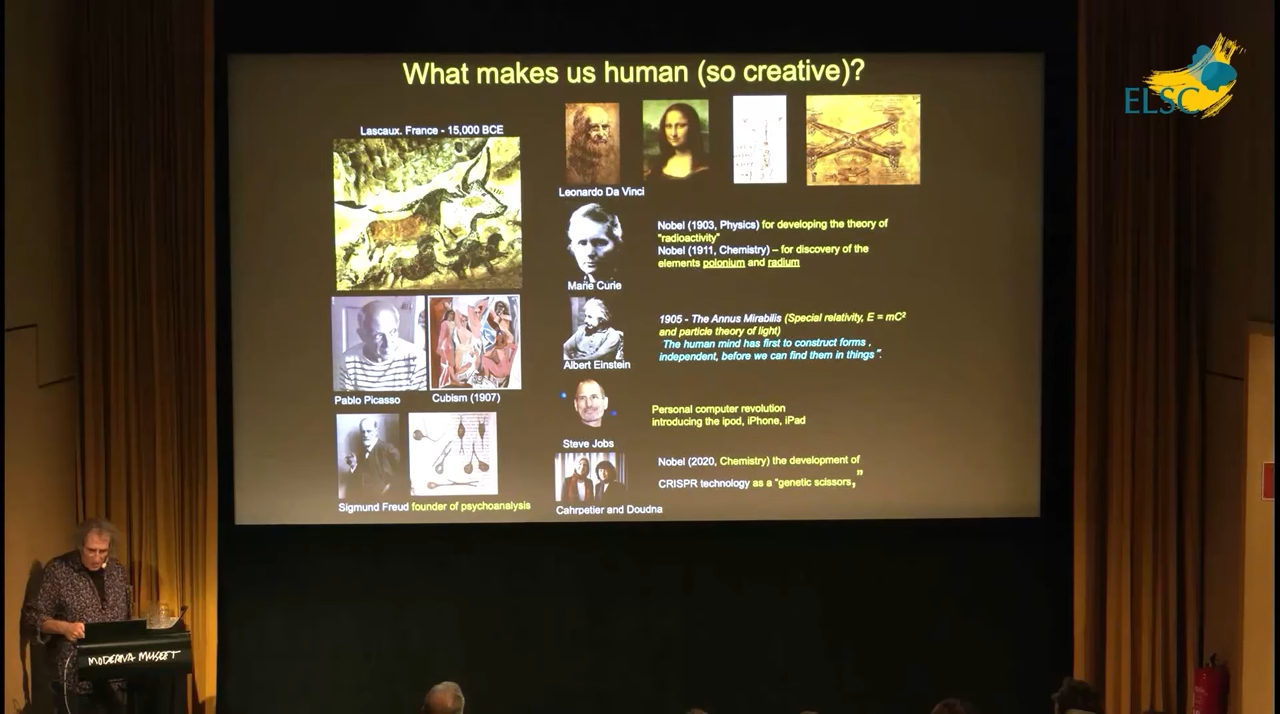 What makes us human (so creative)?
ELSC
Lascaux. France - 15,000 BCE
Leonardo Da Vinci
Nobel (1903, Physics) for developing the theory of
"radioactivity"
Nobel (1911, Chemistry) – for discovery of the
elements polonium and radium
Marie Curie
1905 - The Annus Mirabilis (Special relativity, E = mC²
and particle theory of light)
"The human mind has first to construct forms ,
independent, before we can find them in things".
Albert Einstein
Pablo Picasso
Cubism (1907)
Personal computer revolution
introducing the ipod, iPhone, iPad
Steve Jobs
Nobel (2020, Chemistry) the development of
CRISPR technology as a "genetic scissors,"
Sigmund Freud founder of psychoanalysis
Cahrpetier and Doudna
MODERNA MUSEET